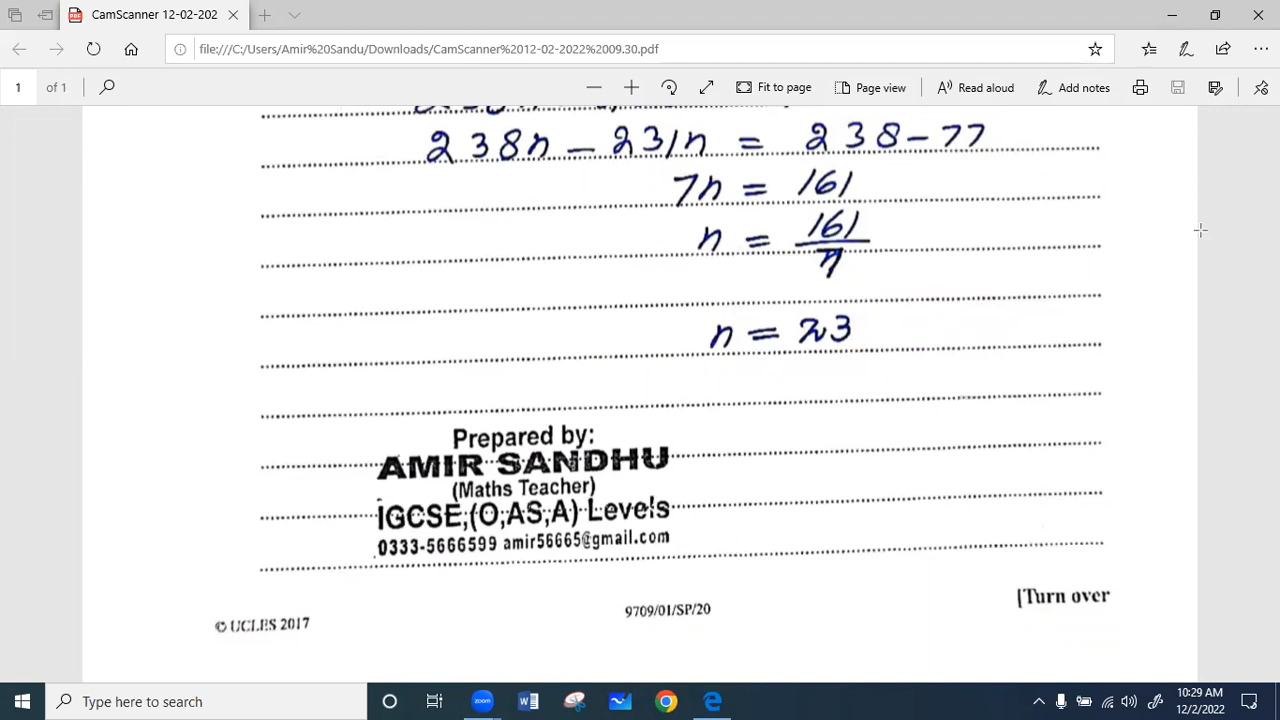 CamScanner 12-02-202
file:///C:/Users/Amir%20Sandu/Downloads/CamScanner%2012-02-2022%2009.30.pdf
1 of 1 Fit to page Page view Read aloud Add notes
238n – 231n = 238–77
7n = 161
n = 161/7
n = 23
Prepared by:
AMIR SANDHU
(Maths Teacher)
IGCSE,(O,AS,A) Levels
0333-5666599 amir56665@gmail.com
© UCLES 2017 9709/01/SP/20 [Turn over
Type here to search
zoom
10:29 AM
12/2/2022